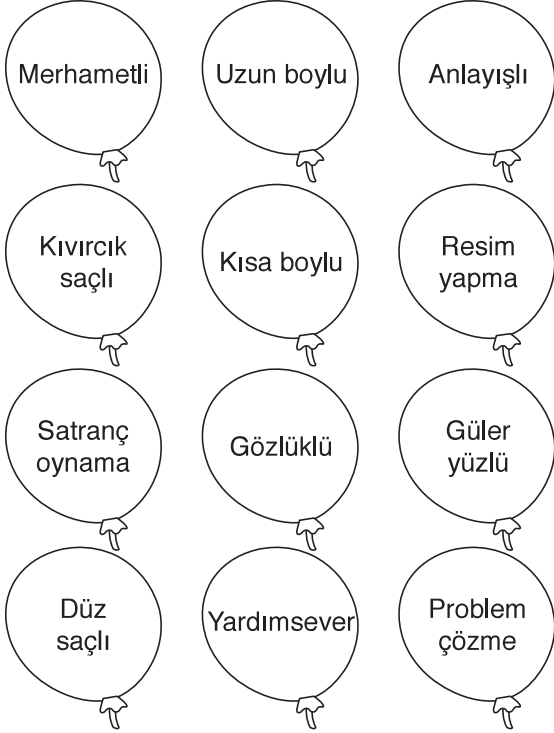 Merhametli
Uzun boylu
Anlayışlı
Kıvırcık
saçlı
Kısa boylu
Resim
yapma
Satranç
oynama
Gözlüklü
Güler
yüzlü
Düz
saçlı
Yardımsever
Problem
çözme